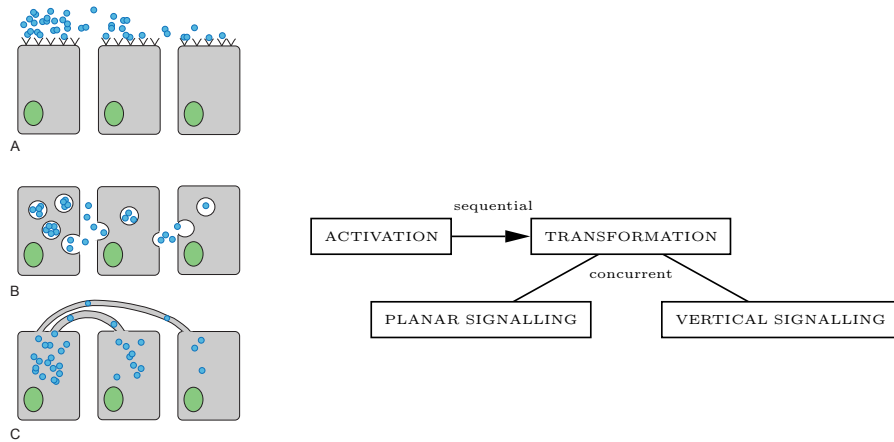 A
B
C
sequential
ACTIVATION
TRANSFORMATION
concurrent
PLANAR SIGNALLING
VERTICAL SIGNALLING